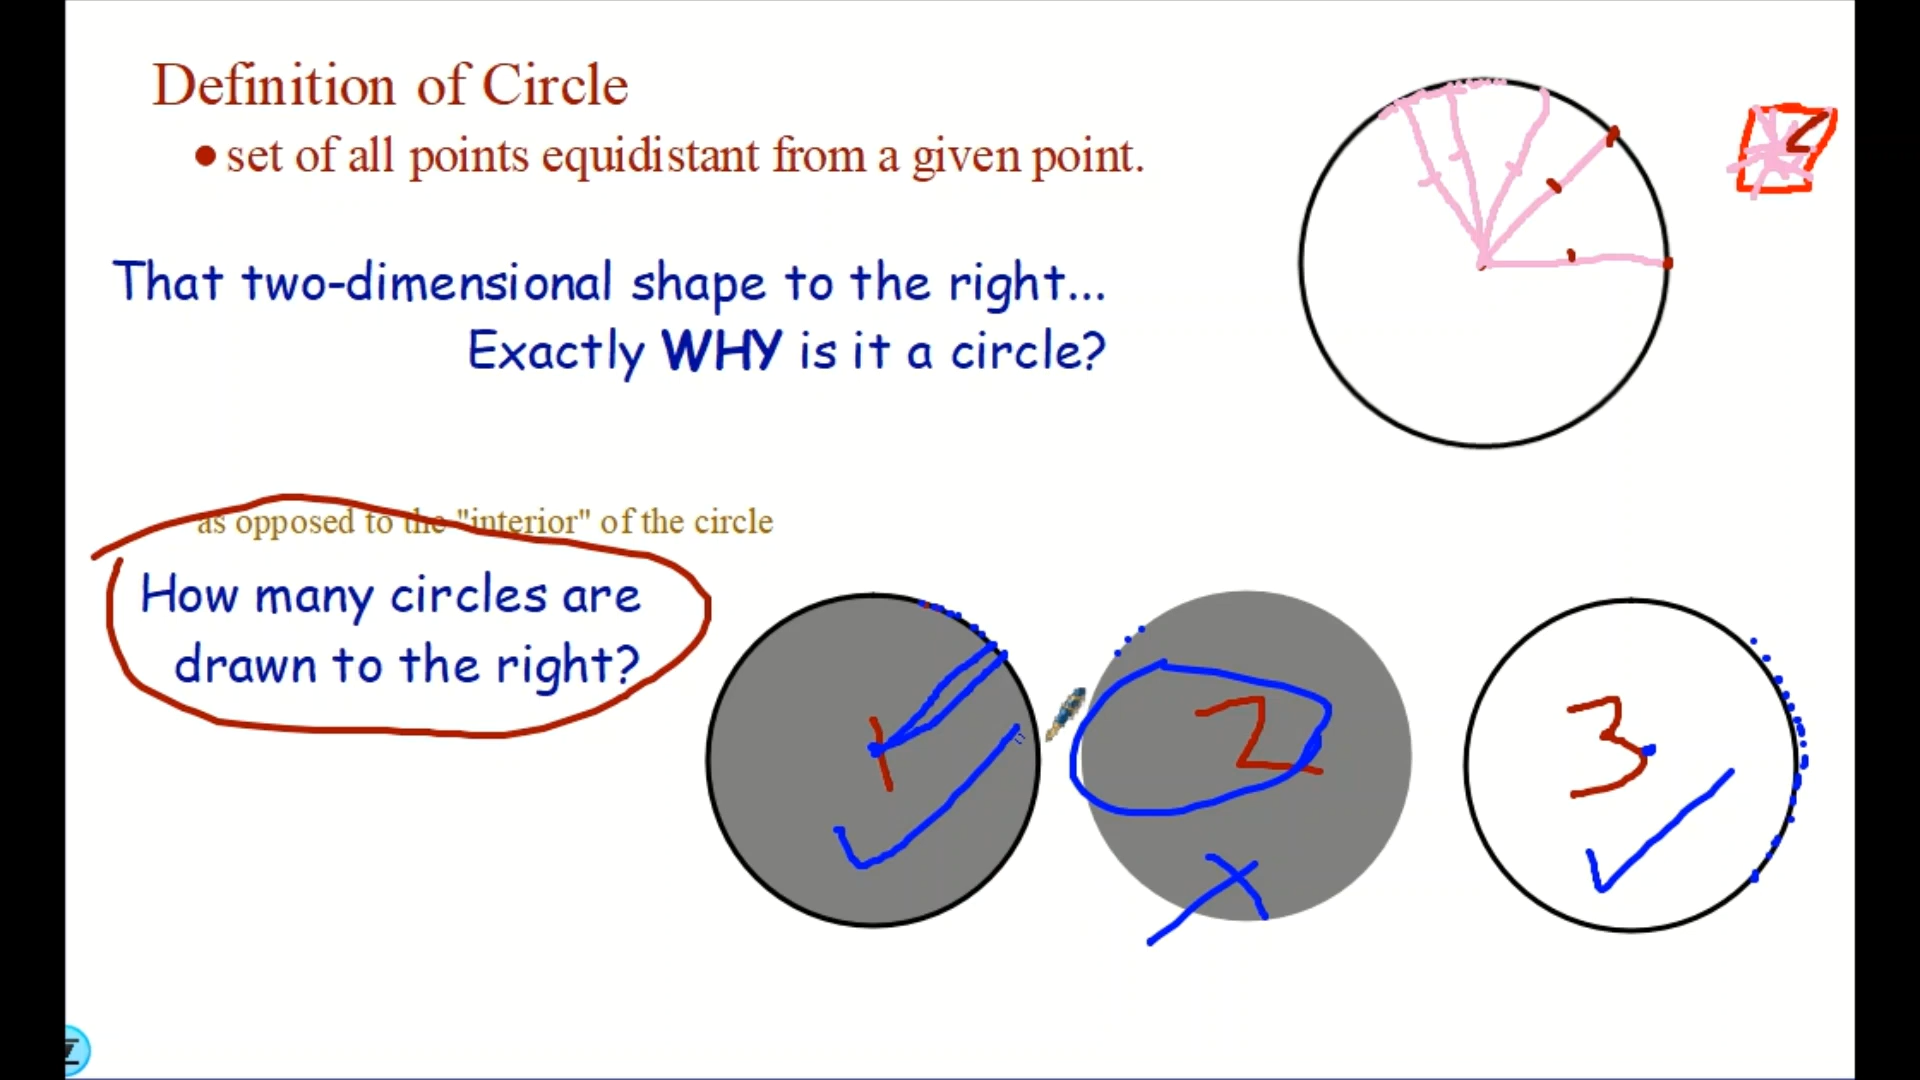 Definition of Circle
• set of all points equidistant from a given point.
2
That two-dimensional shape to the right...
Exactly WHY is it a circle?
as opposed to the "interior" of the circle
How many circles are
drawn to the right?
1 2 3